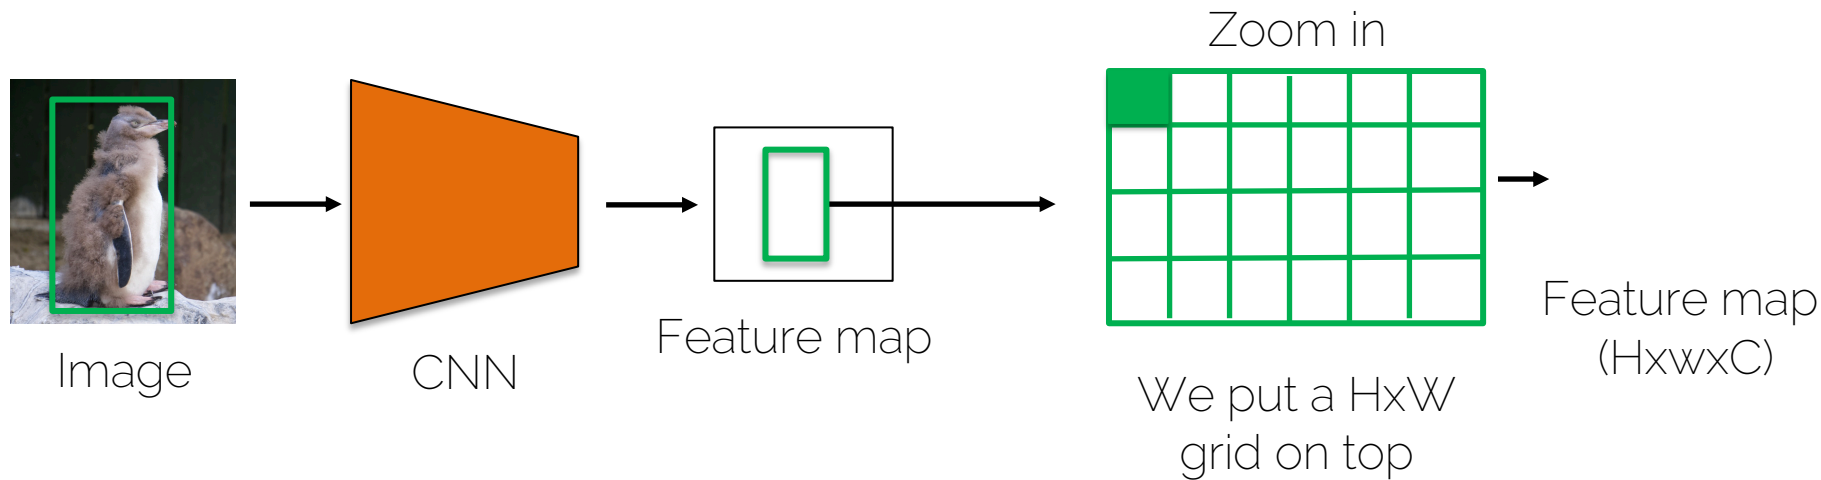 Image
CNN
Feature map
Zoom in
We put a HxW
grid on top
Feature map
(HxwxC)